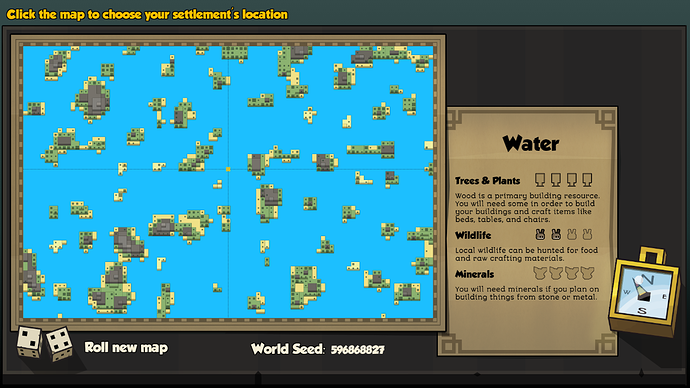 Click the map to choose your settlement's location
Water
Trees & Plants
Wood is a primary building resource.
You will need some in order to build
your buildings and craft items like
beds, tables, and chairs.
Wildlife
Local wildlife can be hunted for food
and raw crafting materials.
Minerals
You will need minerals if you plan on
building things from stone or metal.
N
W E
S
Roll new map
World Seed: 596868827